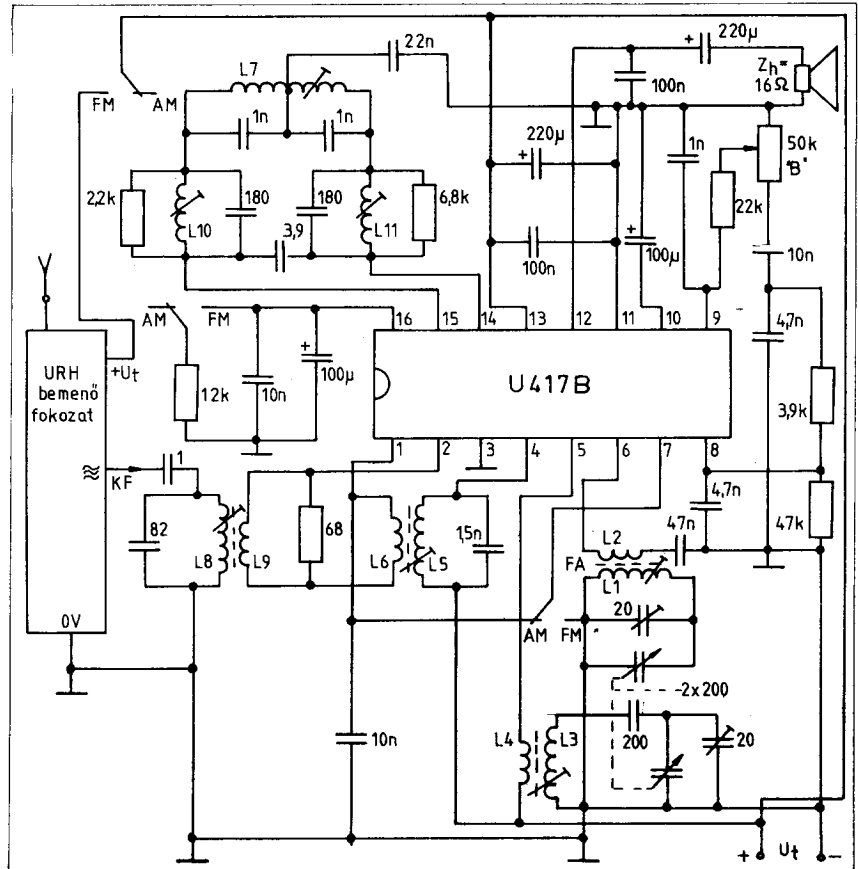 220µ
+
22n
L7
Zh=
16Ω
100n
FM
AM
1n
1n
220µ
+
1n
50k
"B"
2,2k
180
180
6,8k
L10
3,9
L11
22k
100n
+
100µ
10n
AM
FM
16
15
14
13
12
11
10
9
4,7n
URH
bemenő
fokozat
+Ut
12k
10n
+
100µ
U417B
3,9k
1
2
3
4
5
6
7
8
KF
1
4,7n
82
L8
L9
68
L6
L5
1,5n
L2
47n
47k
FA
L1
0V
AM
FM
20
2x200
10n
L4
L3
200
20
+
Ut
-